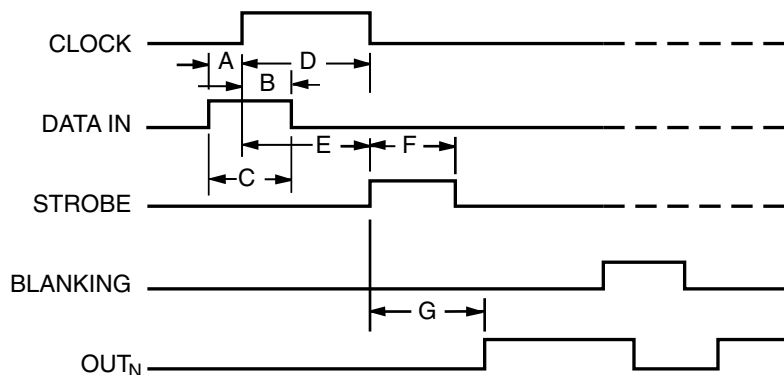 CLOCK
A D
B
DATA IN
E F
C
STROBE
BLANKING
G
OUTN